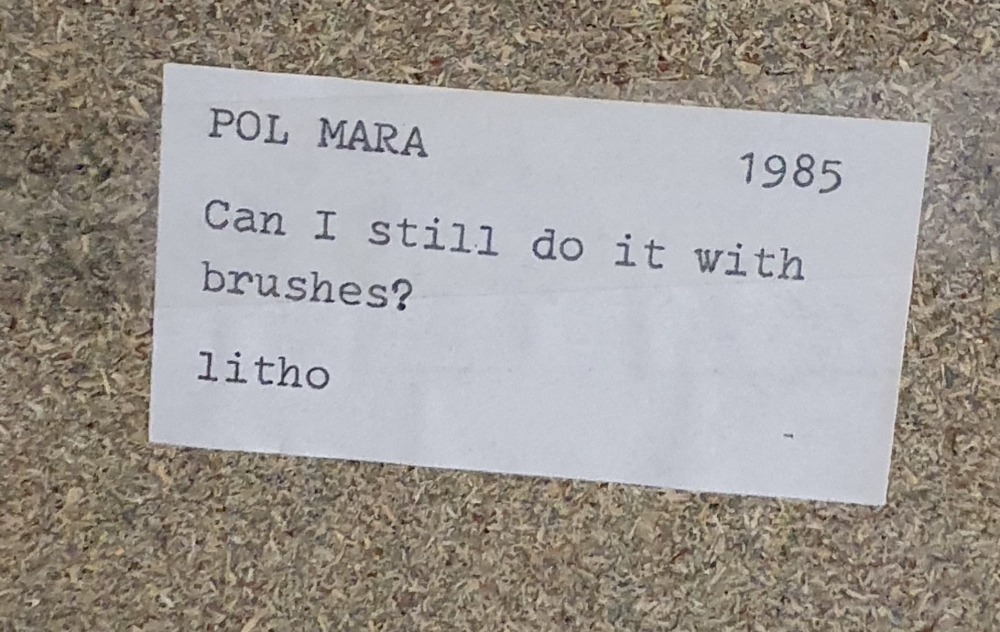 POL MARA 1985
Can I still do it with
brushes?
litho